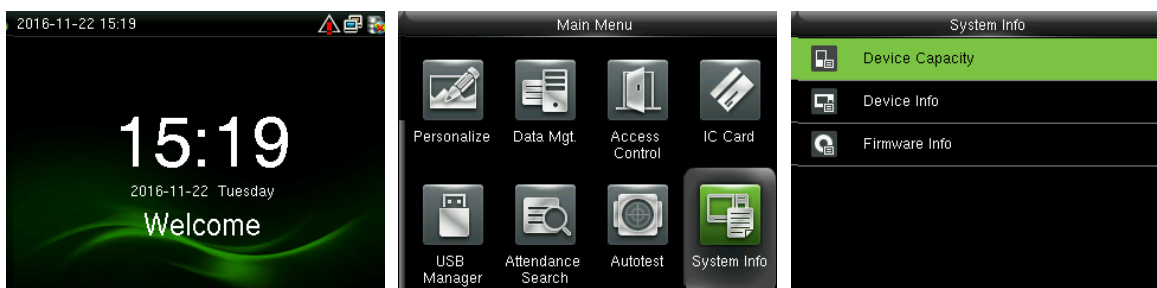 2016-11-22 15:19
15:19
2016-11-22 Tuesday
Welcome
Main Menu
Personalize
Data Mgt.
Access
Control
IC Card
USB
Manager
Attendance
Search
Autotest
System Info
System Info
Device Capacity
Device Info
Firmware Info